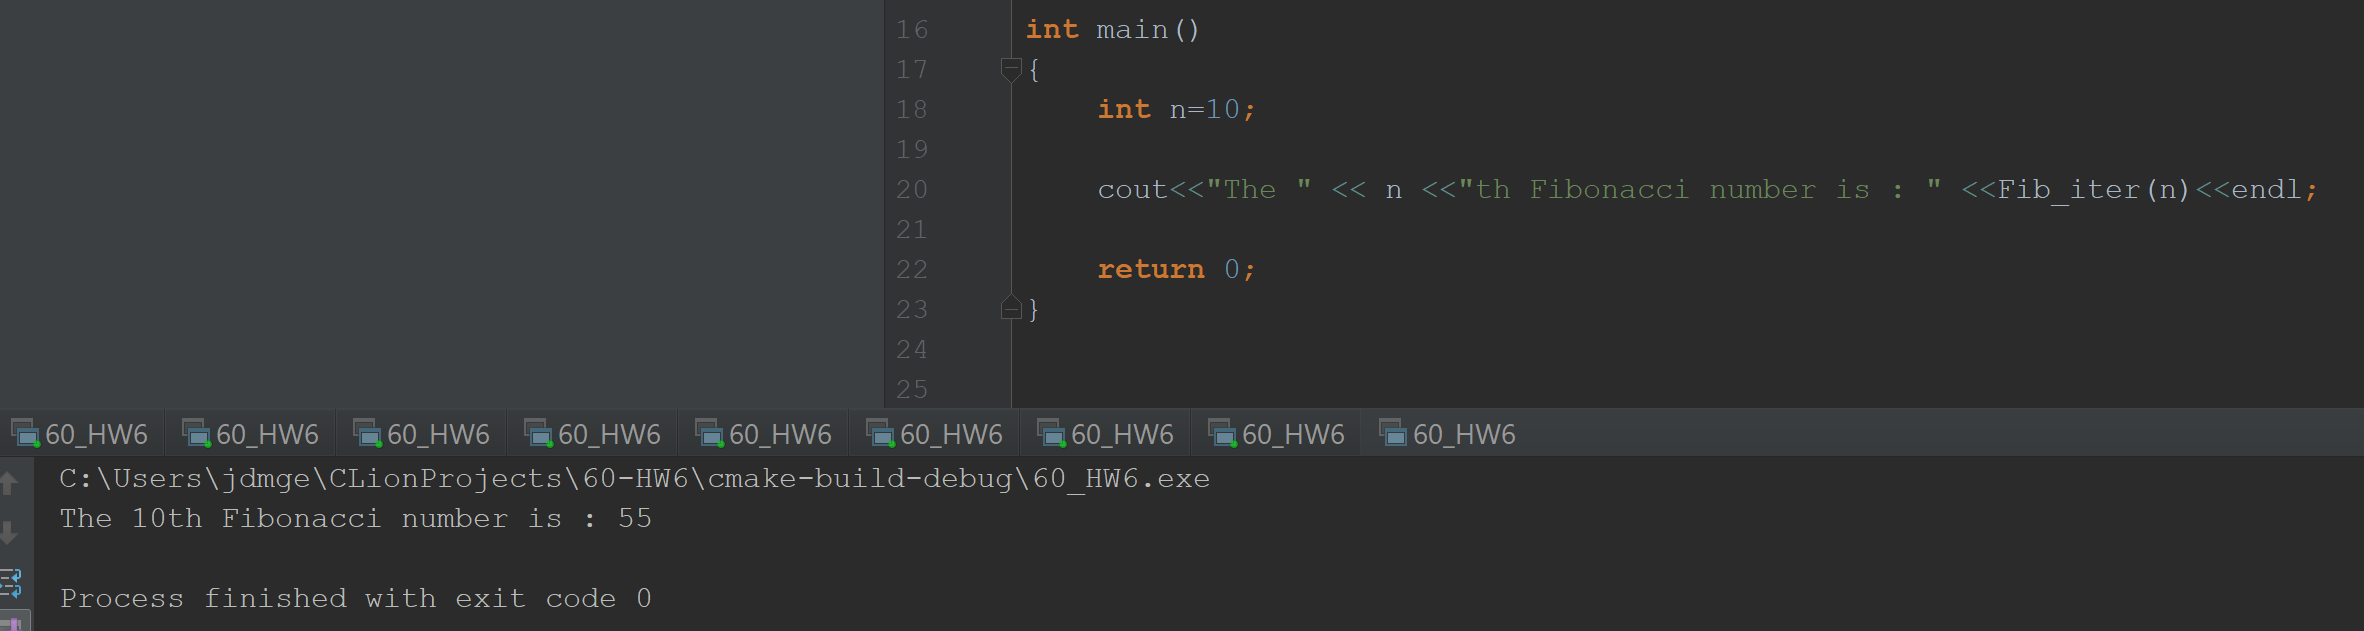 16 int main()
17 {
18 int n=10;
19
20 cout<<"The " << n <<"th Fibonacci number is : " <<Fib_iter(n)<<endl;
21
22 return 0;
23 }
24
25
60_HW6 60_HW6 60_HW6 60_HW6 60_HW6 60_HW6 60_HW6 60_HW6 60_HW6
C:\Users\jdmge\CLionProjects\60-HW6\cmake-build-debug\60_HW6.exe
The 10th Fibonacci number is : 55
Process finished with exit code 0